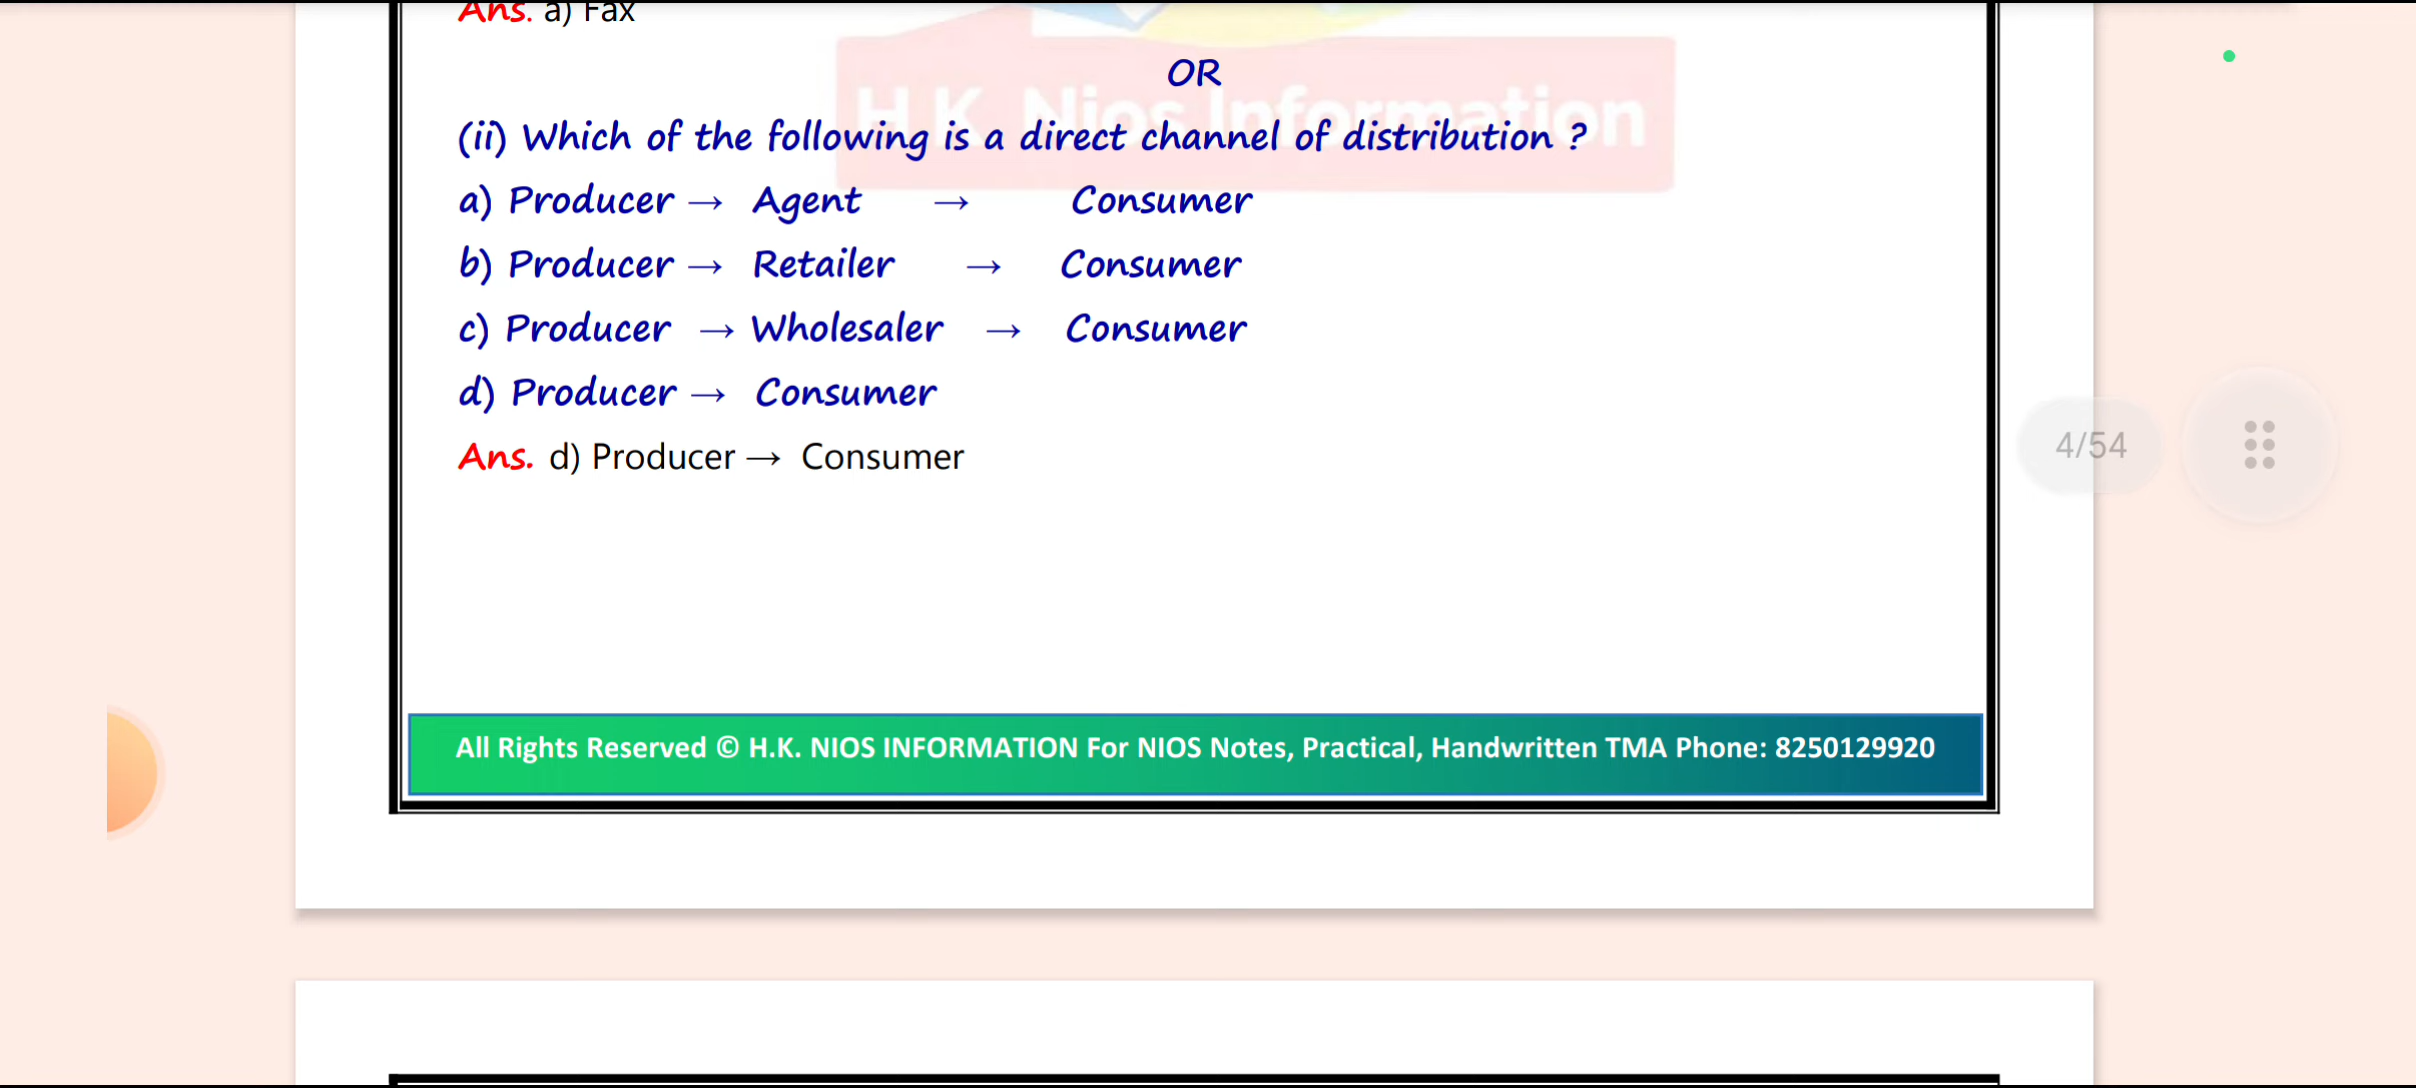 Ans. a) Fax
OR
H.K. Nios Information
(ii) Which of the following is a direct channel of distribution ?
a) Producer → Agent → Consumer
b) Producer → Retailer → Consumer
c) Producer → Wholesaler → Consumer
d) Producer → Consumer
Ans. d) Producer → Consumer
4/54
All Rights Reserved © H.K. NIOS INFORMATION For NIOS Notes, Practical, Handwritten TMA Phone: 8250129920